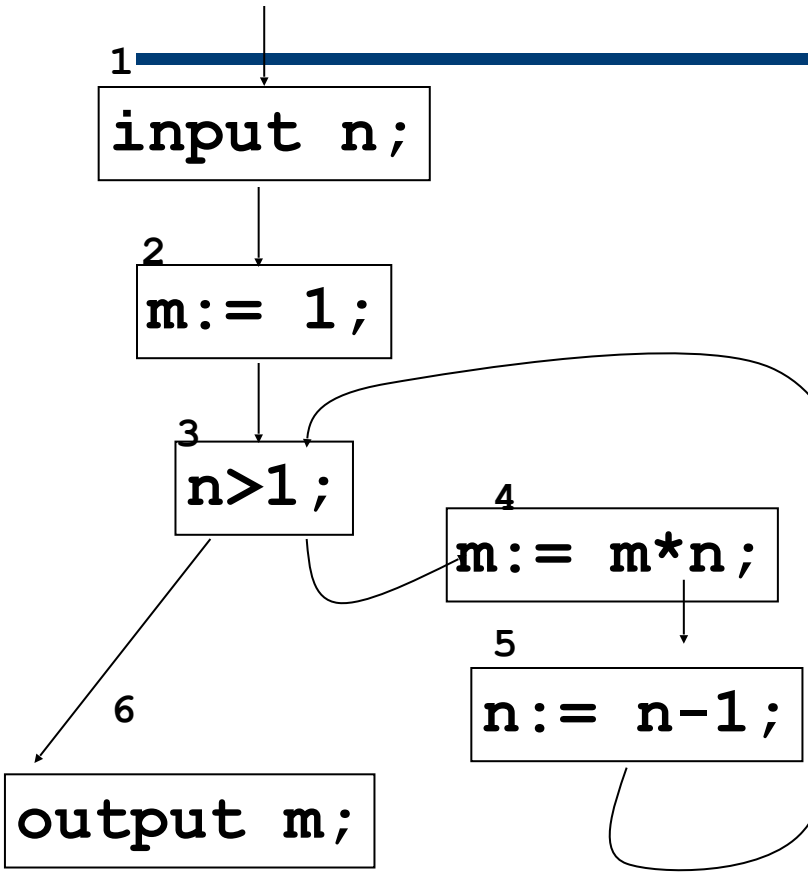 1
input n;
2
m:= 1;
3
n>1;
4
m:= m*n;
5
n:= n-1;
6
output m;